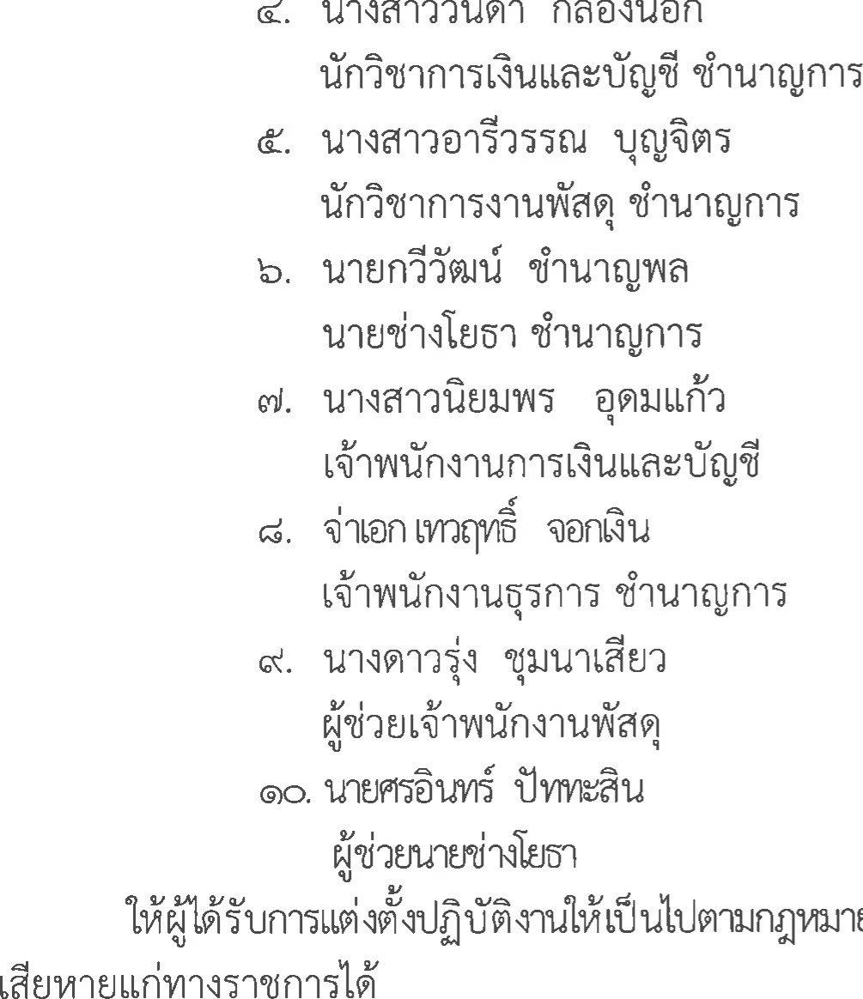 ๔. นางสาววนิดา กลองนอก
นักวิชาการเงินและบัญชี ชำนาญการ
๕. นางสาวอารีวรรณ บุญจิตร
นักวิชาการงานพัสดุ ชำนาญการ
๖. นายกวีวัฒน์ ชำนาญพล
นายช่างโยธา ชำนาญการ
๗. นางสาวนิยมพร อุดมแก้ว
เจ้าพนักงานการเงินและบัญชี
๘. จ่าเอก เทวฤทธิ์ จอกเงิน
เจ้าพนักงานธุรการ ชำนาญการ
๙. นางดาวรุ่ง ชุมนาเสียว
ผู้ช่วยเจ้าพนักงานพัสดุ
๑๐. นายศรอินทร์ ปัททะสิน
ผู้ช่วยนายช่างโยธา
ให้ผู้ได้รับการแต่งตั้งปฏิบัติงานให้เป็นไปตามกฎหมาย
เสียหายแก่ทางราชการได้